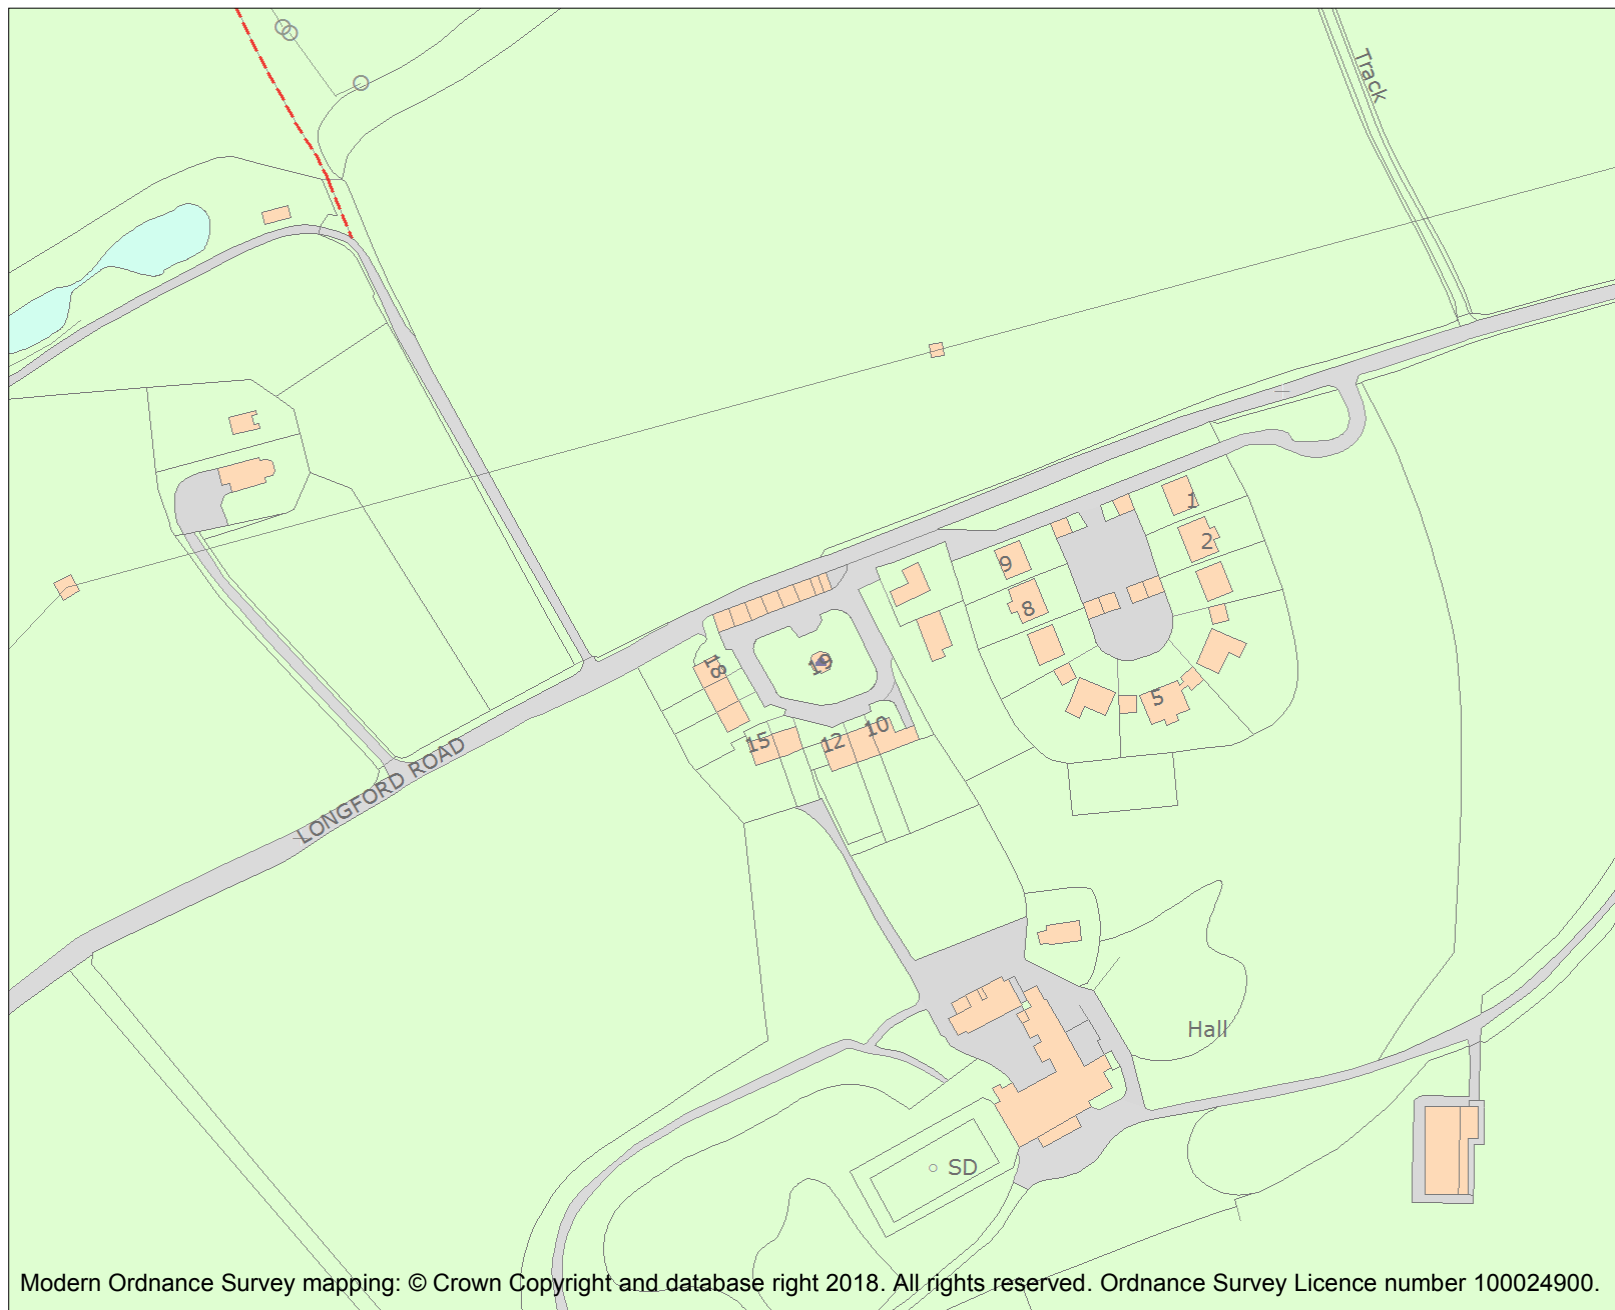 Track
1
2
9
8
5
18
19
15
12
10
LONGFORD ROAD
Hall
SD
Modern Ordnance Survey mapping: © Crown Copyright and database right 2018. All rights reserved. Ordnance Survey Licence number 100024900.